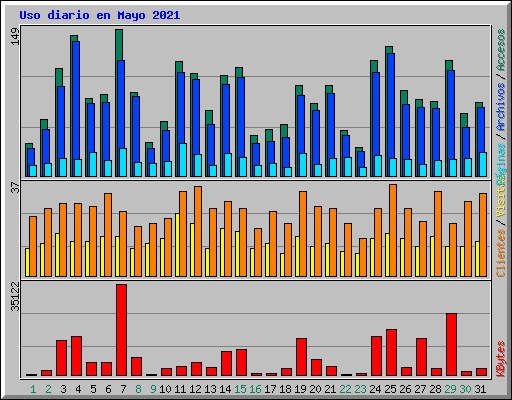 Uso diario en Mayo 2021
149
37
35122
Clientes / Visitas
Páginas / Archivos / Accesos
KBytes
1 2 3 4 5 6 7 8 9 10 11 12 13 14 15 16 17 18 19 20 21 22 23 24 25 26 27 28 29 30 31